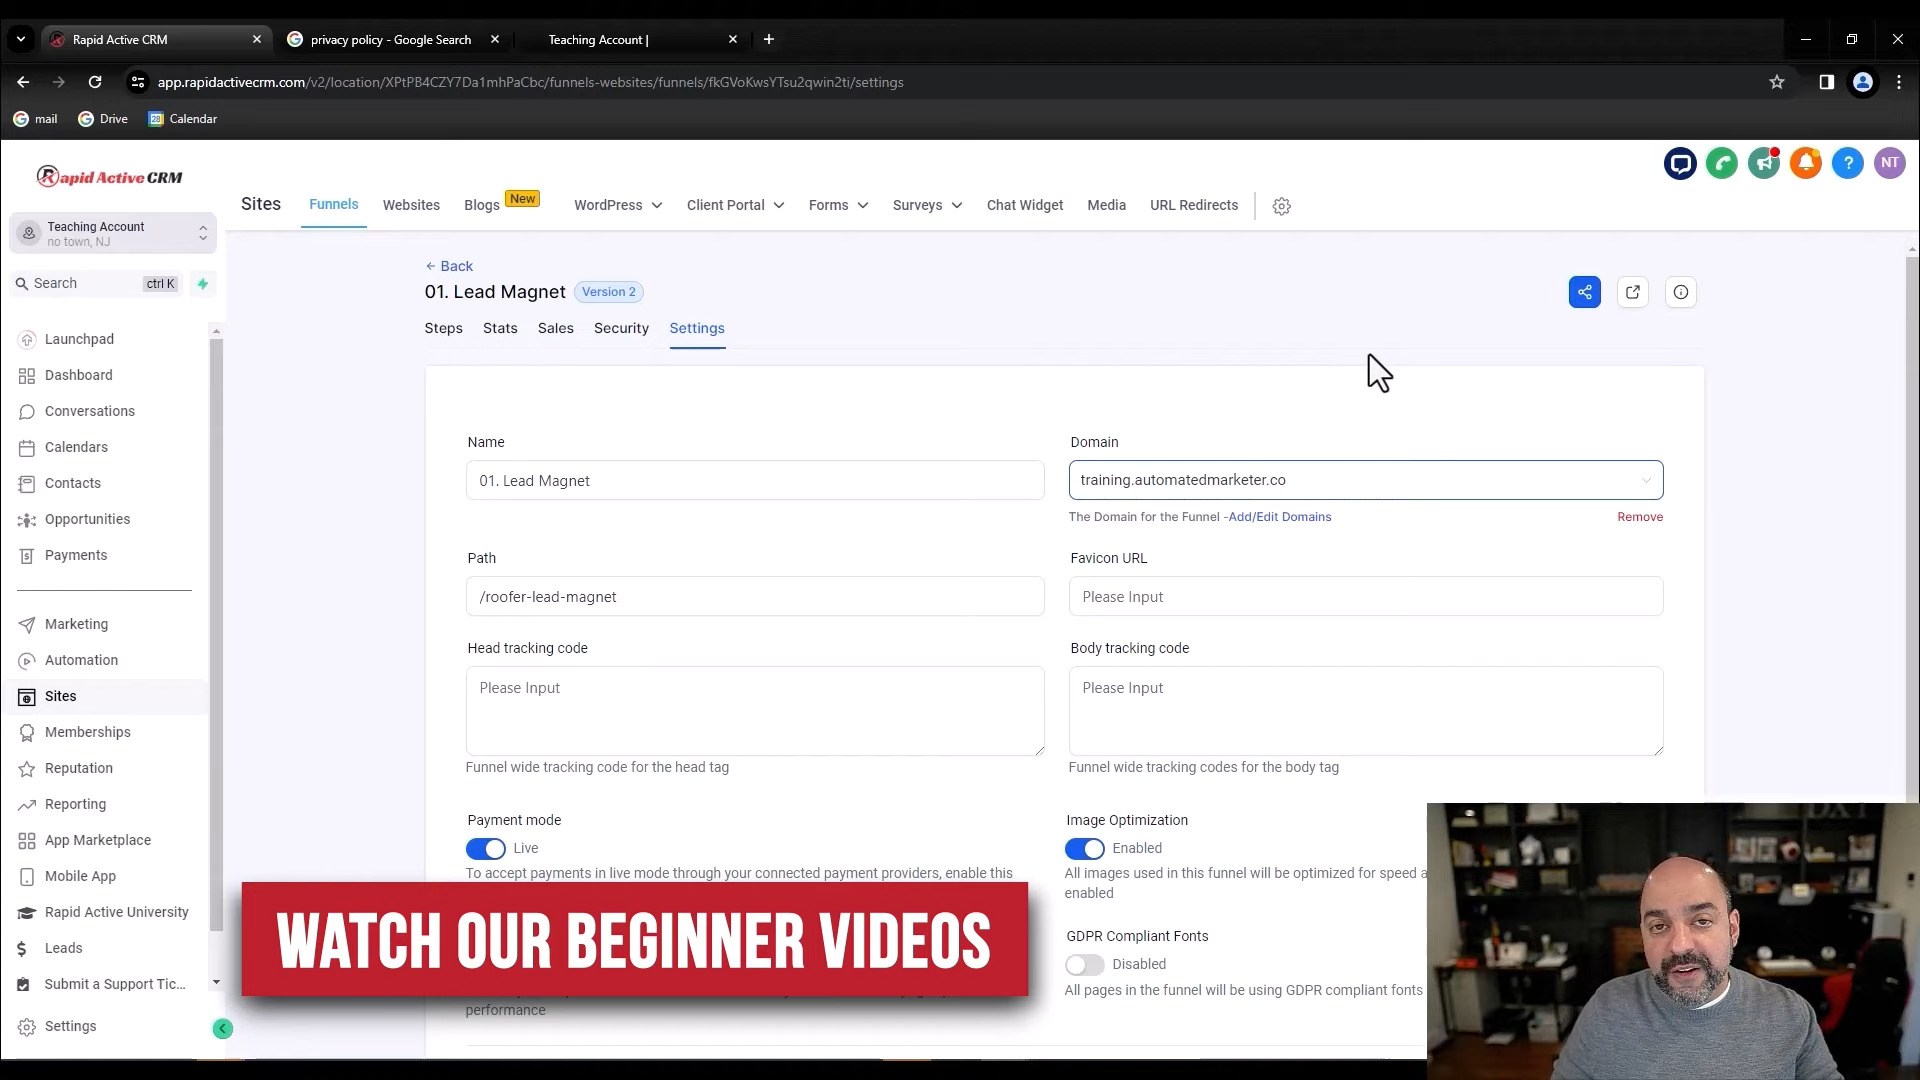 Rapid Active CRM
privacy policy - Google Search
Teaching Account |
app.rapidactivecrm.com/v2/location/XPtPB4CZY7Da1mhPaCbc/funnels-websites/funnels/fkGVoKwsYTsu2qwin2ti/settings
mail
Drive
28
Calendar
Rapid Active CRM
Sites
Funnels
Websites
Blogs
New
WordPress
Client Portal
Forms
Surveys
Chat Widget
Media
URL Redirects
?
NT
Teaching Account
no town, NJ
Search
ctrl K
Launchpad
Dashboard
Conversations
Calendars
Contacts
Opportunities
Payments
Marketing
Automation
Sites
Memberships
Reputation
Reporting
App Marketplace
Mobile App
Rapid Active University
Leads
Submit a Support Tic...
Settings
Back
01. Lead Magnet
Version 2
Steps
Stats
Sales
Security
Settings
Name
01. Lead Magnet
Domain
training.automatedmarketer.co
The Domain for the Funnel -Add/Edit Domains
Remove
Path
/roofer-lead-magnet
Favicon URL
Please Input
Head tracking code
Please Input
Funnel wide tracking code for the head tag
Body tracking code
Please Input
Funnel wide tracking codes for the body tag
Payment mode
Live
To accept payments in live mode through your connected payment providers, enable this
Image Optimization
Enabled
All images used in this funnel will be optimized for speed
enabled
WATCH OUR BEGINNER VIDEOS
performance
GDPR Compliant Fonts
Disabled
All pages in the funnel will be using GDPR compliant fonts